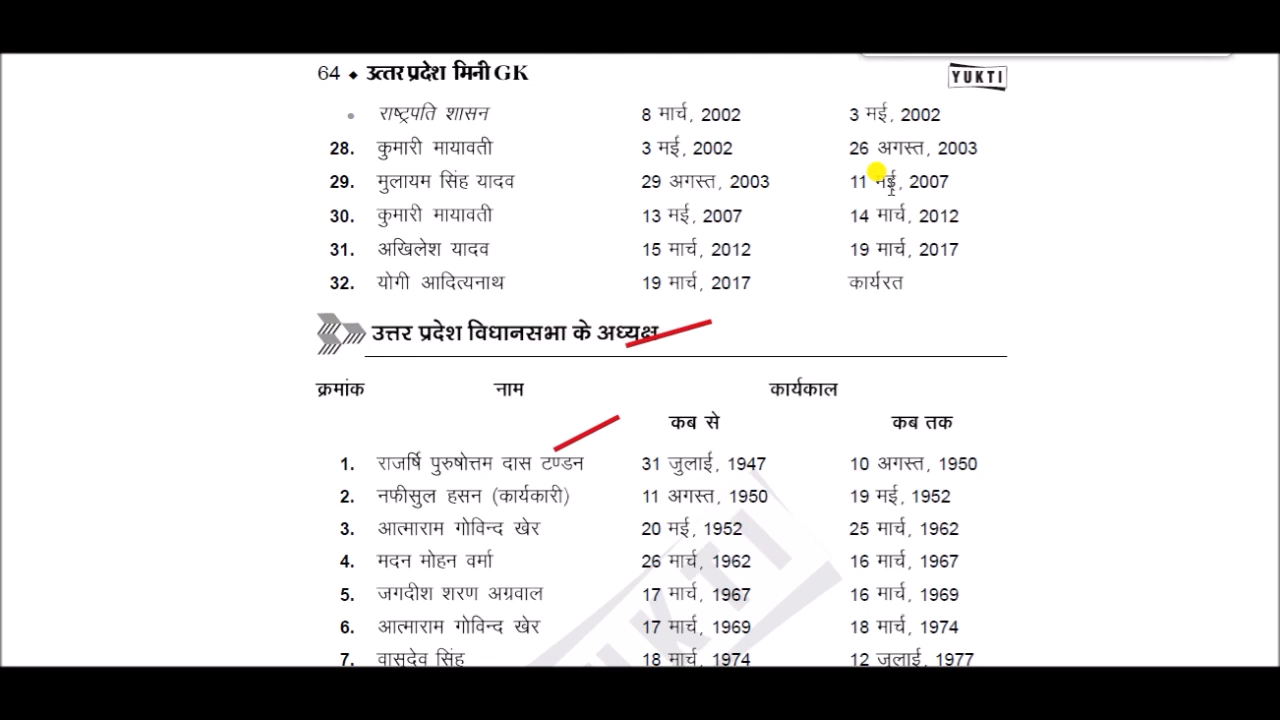 64 ◆ उत्तर प्रदेश मिनी GK YUKTI
• राष्ट्रपति शासन 8 मार्च, 2002 3 मई, 2002
28. कुमारी मायावती 3 मई, 2002 26 अगस्त, 2003
29. मुलायम सिंह यादव 29 अगस्त, 2003 11 मई, 2007
30. कुमारी मायावती 13 मई, 2007 14 मार्च, 2012
31. अखिलेश यादव 15 मार्च, 2012 19 मार्च, 2017
32. योगी आदित्यनाथ 19 मार्च, 2017 कार्यरत
उत्तर प्रदेश विधानसभा के अध्यक्ष
क्रमांक नाम कार्यकाल
कब से कब तक
1. राजर्षि पुरुषोत्तम दास टण्डन 31 जुलाई, 1947 10 अगस्त, 1950
2. नफीसुल हसन (कार्यकारी) 11 अगस्त, 1950 19 मई, 1952
3. आत्माराम गोविन्द खेर 20 मई, 1952 25 मार्च, 1962
4. मदन मोहन वर्मा 26 मार्च, 1962 16 मार्च, 1967
5. जगदीश शरण अग्रवाल 17 मार्च, 1967 16 मार्च, 1969
6. आत्माराम गोविन्द खेर 17 मार्च, 1969 18 मार्च, 1974
7. वासुदेव सिंह 18 मार्च, 1974 12 जुलाई, 1977
YUKTI